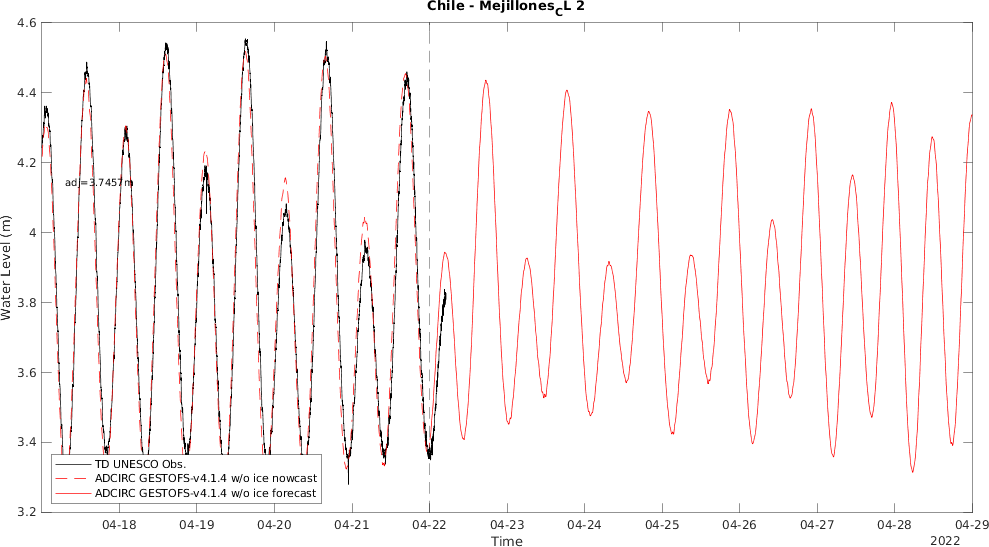 Chile - Mejillones_CL 2
4.6
4.4
4.2
4
3.8
3.6
3.4
3.2
Water Level (m)
adj=3.7457m
TD UNESCO Obs.
ADCIRC GESTOFS-v4.1.4 w/o ice nowcast
ADCIRC GESTOFS-v4.1.4 w/o ice forecast
04-18 04-19 04-20 04-21 04-22 04-23 04-24 04-25 04-26 04-27 04-28 04-29
Time
2022